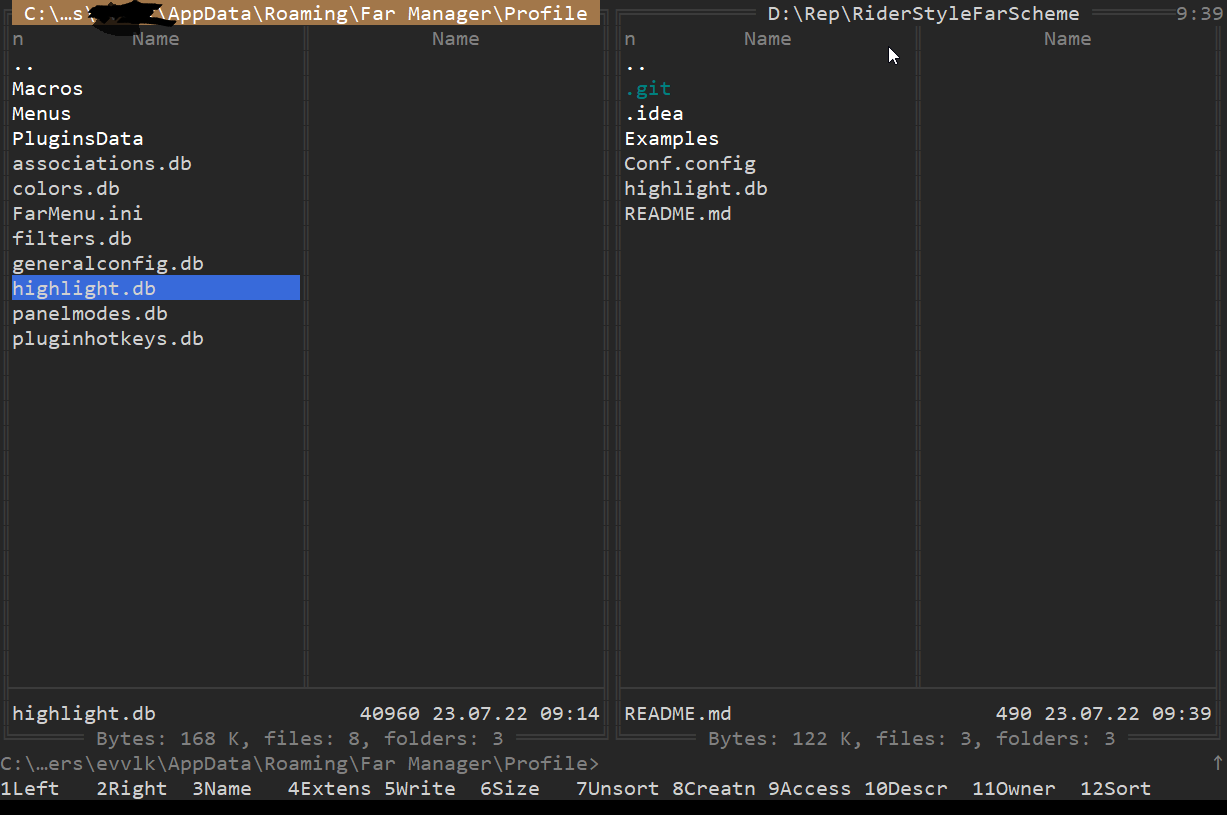 C:\…s\ \AppData\Roaming\Far Manager\Profile
n Name Name
..
Macros
Menus
PluginsData
associations.db
colors.db
FarMenu.ini
filters.db
generalconfig.db
highlight.db
panelmodes.db
pluginhotkeys.db
highlight.db 40960 23.07.22 09:14
Bytes: 168 K, files: 8, folders: 3
D:\Rep\RiderStyleFarScheme 9:39
n Name Name
..
.git
.idea
Examples
Conf.config
highlight.db
README.md
README.md 490 23.07.22 09:39
Bytes: 122 K, files: 3, folders: 3
C:\…ers\evvlk\AppData\Roaming\Far Manager\Profile> ↑
1Left 2Right 3Name 4Extens 5Write 6Size 7Unsort 8Creatn 9Access 10Descr 11Owner 12Sort